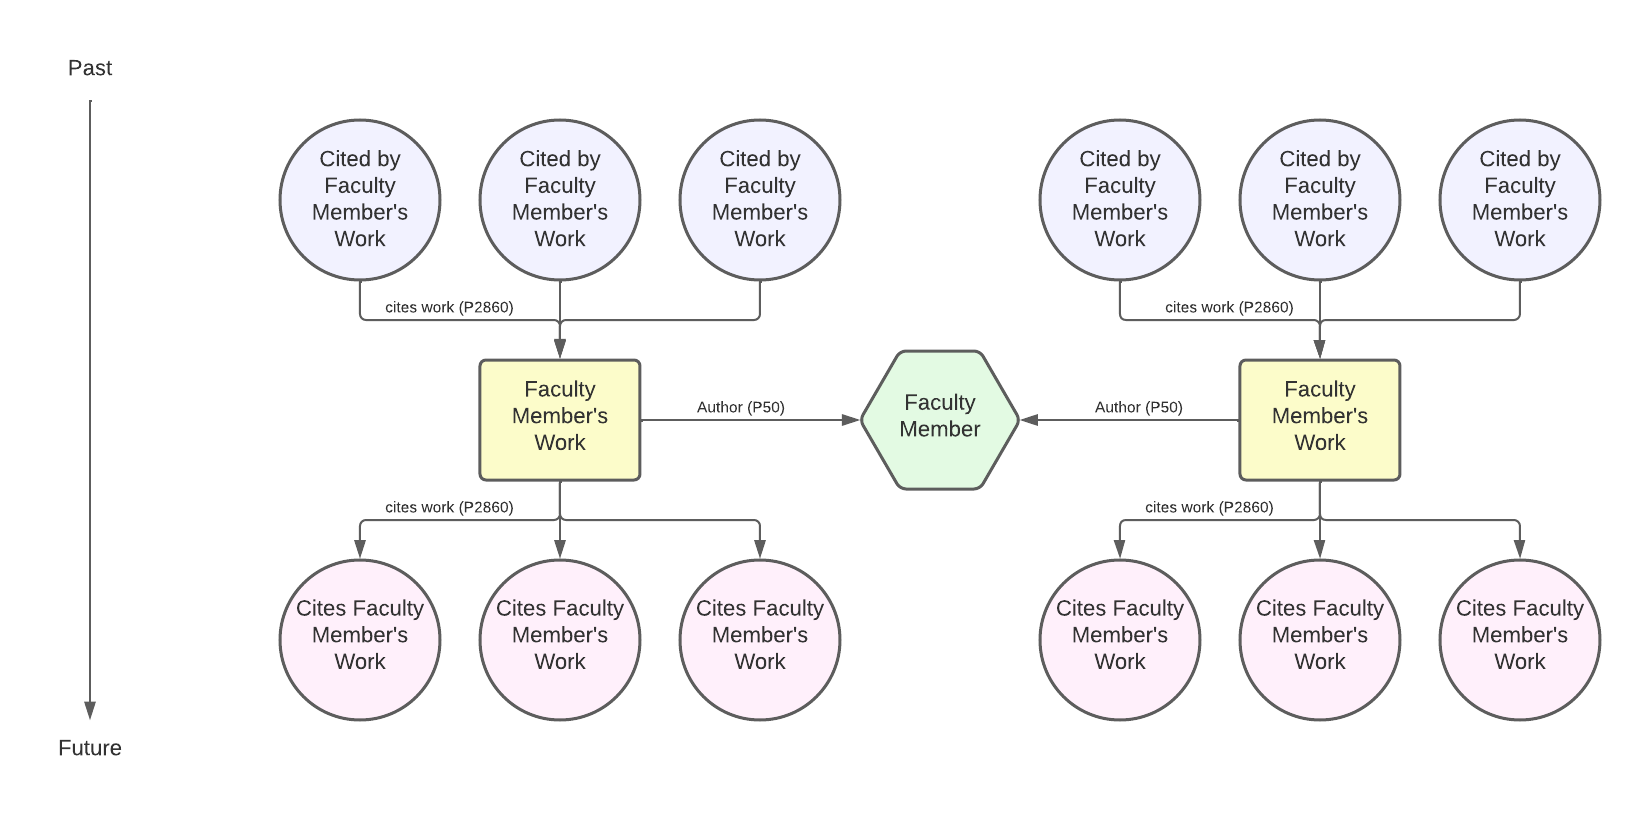 Past
Cited by
Faculty
Member's
Work
Cited by
Faculty
Member's
Work
Cited by
Faculty
Member's
Work
Cited by
Faculty
Member's
Work
Cited by
Faculty
Member's
Work
Cited by
Faculty
Member's
Work
cites work (P2860)
cites work (P2860)
Faculty
Member's
Work
Author (P50)
Faculty
Member
Author (P50)
Faculty
Member's
Work
cites work (P2860)
cites work (P2860)
Cites Faculty
Member's
Work
Cites Faculty
Member's
Work
Cites Faculty
Member's
Work
Cites Faculty
Member's
Work
Cites Faculty
Member's
Work
Cites Faculty
Member's
Work
Future